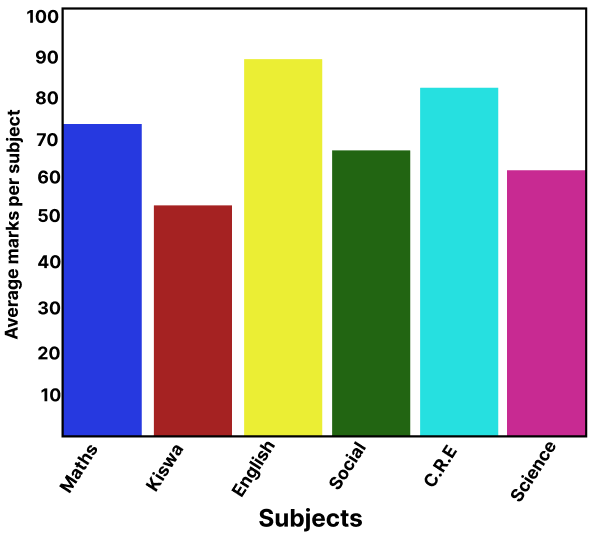 Average marks per subject
100
90
80
70
60
50
40
30
20
10
Maths
Kiswa
English
Social
C.R.E
Science
Subjects